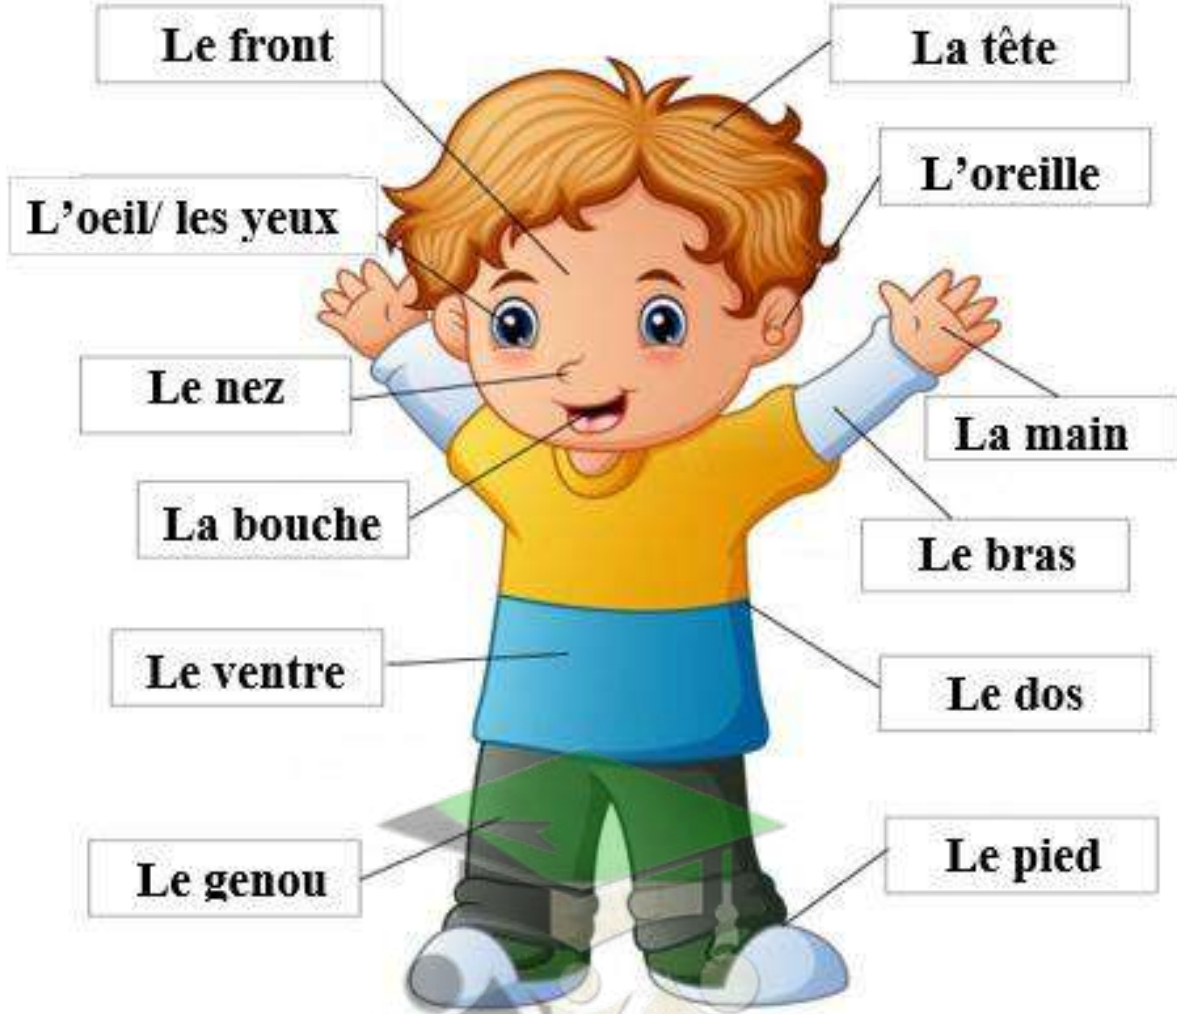 Le front
La tête
L'oreille
L'oeil/ les yeux
Le nez
La main
La bouche
Le bras
Le ventre
Le dos
Le genou
Le pied